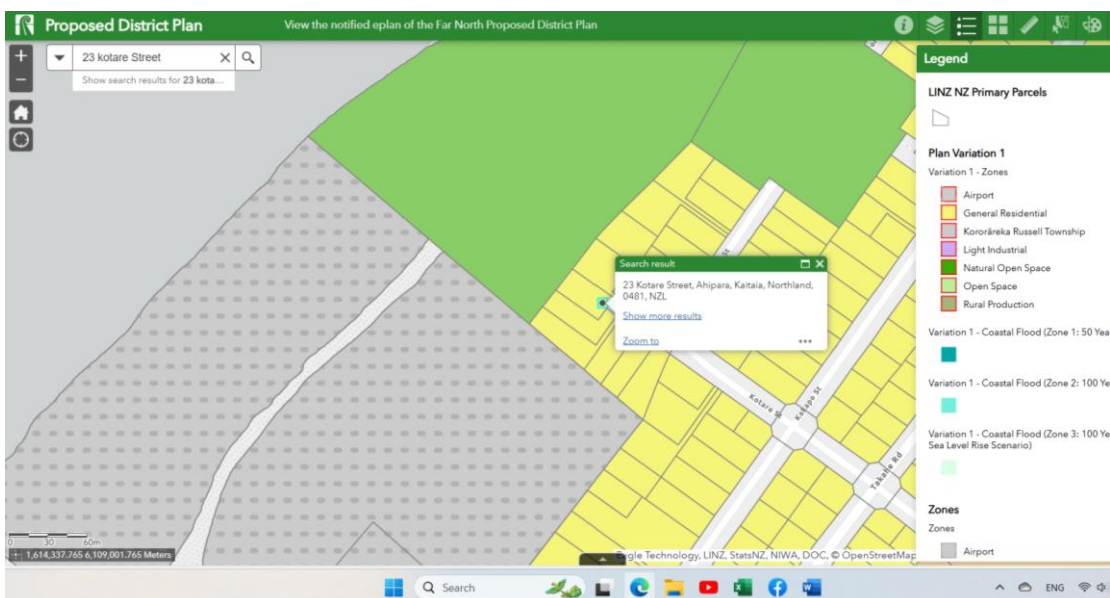 Proposed District Plan
View the notified eplan of the Far North Proposed District Plan
23 kotare Street
Show search results for 23 kota...
Legend
LINZ NZ Primary Parcels
Plan Variation 1
Variation 1 - Zones
Airport
General Residential
Kororāreka Russell Township
Light Industrial
Natural Open Space
Open Space
Rural Production
Variation 1 - Coastal Flood (Zone 1: 50 Yea
Variation 1 - Coastal Flood (Zone 2: 100 Ye
Variation 1 - Coastal Flood (Zone 3: 100 Ye
Sea Level Rise Scenario)
Zones
Zones
Airport
Search result
23 Kotare Street, Ahipara, Kaitaia, Northland,
0481, NZL
Show more results
Zoom to
St
Kotare S
Kakapo St
Takahe Rd
0 30 60m
1,614,337.765 6,109,001.765 Meters
Eagle Technology, LINZ, StatsNZ, NIWA, DOC, © OpenStreetMap
Search
ENG